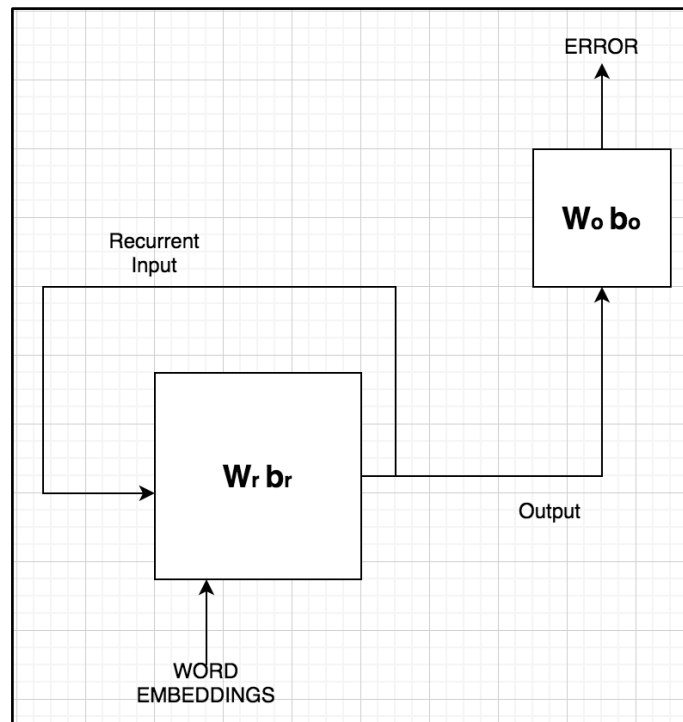 ERROR
Wo bo
Recurrent
Input
Wr br
Output
WORD
EMBEDDINGS